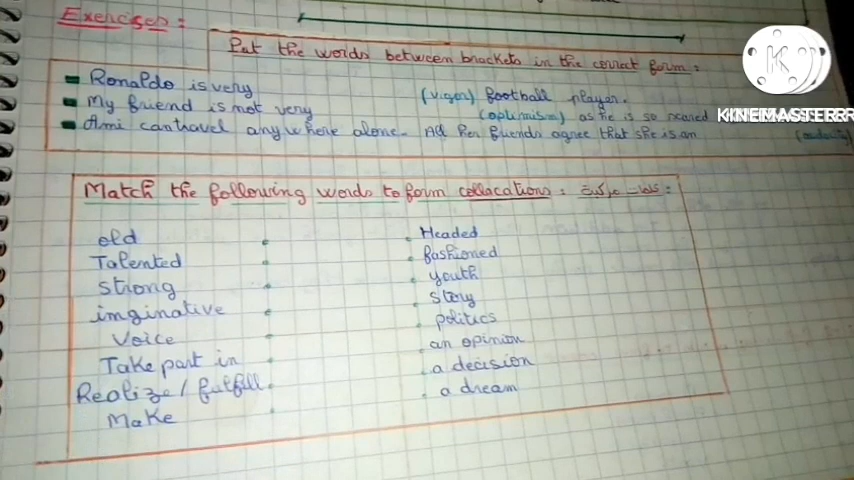 Exercises:
Put the words between brackets in the correct form:
Ronaldo is very (vigor) football player.
My friend is not very (optimism) as he is so scared
Ami can travel anywhere alone. All her friends agree that she is an (audacity)
Match the following words to form collocations:
old Headed
Talented fashioned
strong youth
imginative story
Voice politics
Take part in an opinion
Realize / fulfill a decision
Make a dream
KINEMASTER